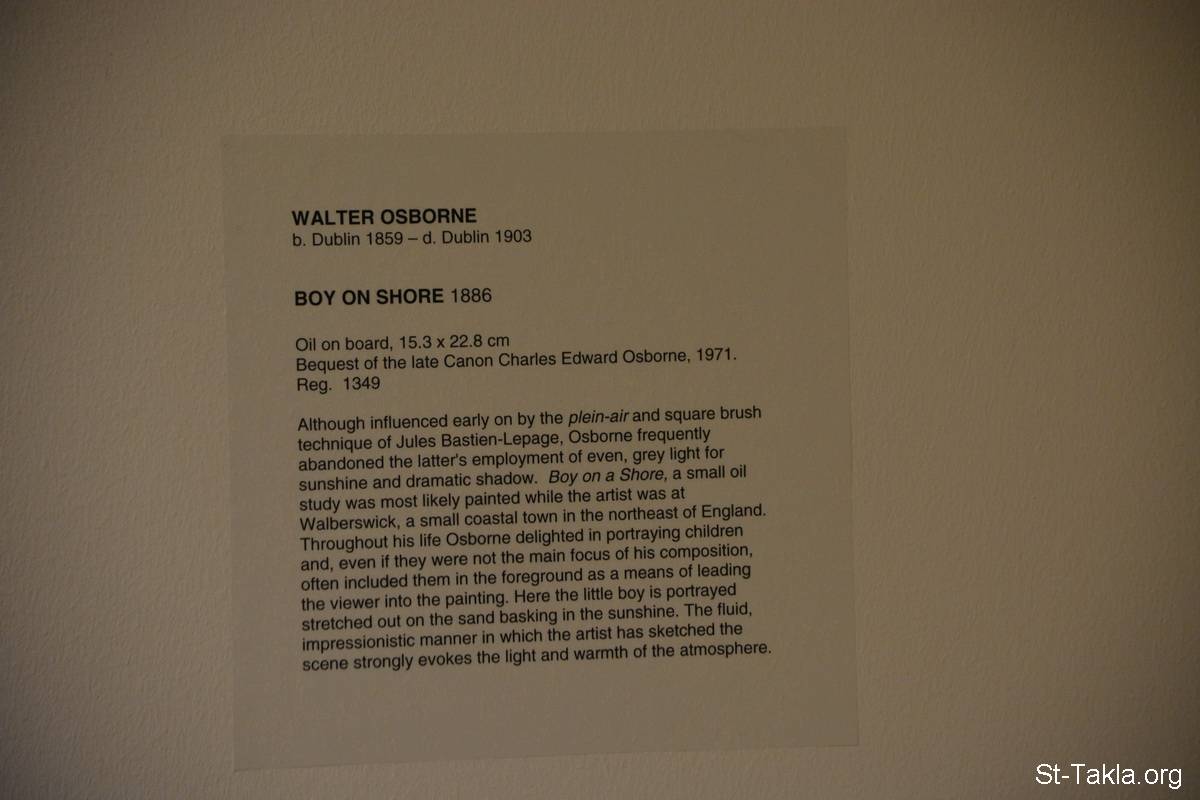 WALTER OSBORNE
b. Dublin 1859 – d. Dublin 1903
BOY ON SHORE 1886
Oil on board, 15.3 x 22.8 cm
Bequest of the late Canon Charles Edward Osborne, 1971.
Reg. 1349
Although influenced early on by the plein-air and square brush
technique of Jules Bastien-Lepage, Osborne frequently
abandoned the latter's employment of even, grey light for
sunshine and dramatic shadow. Boy on a Shore, a small oil
study was most likely painted while the artist was at
Walberswick, a small coastal town in the northeast of England.
Throughout his life Osborne delighted in portraying children
and, even if they were not the main focus of his composition,
often included them in the foreground as a means of leading
the viewer into the painting. Here the little boy is portrayed
stretched out on the sand basking in the sunshine. The fluid,
impressionistic manner in which the artist has sketched the
scene strongly evokes the light and warmth of the atmosphere.
St-Takla.org